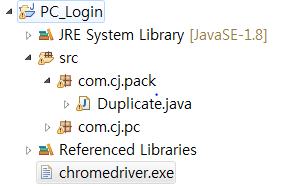 PC_Login
JRE System Library [JavaSE-1.8]
src
com.cj.pack
Duplicate.java
com.cj.pc
Referenced Libraries
chromedriver.exe